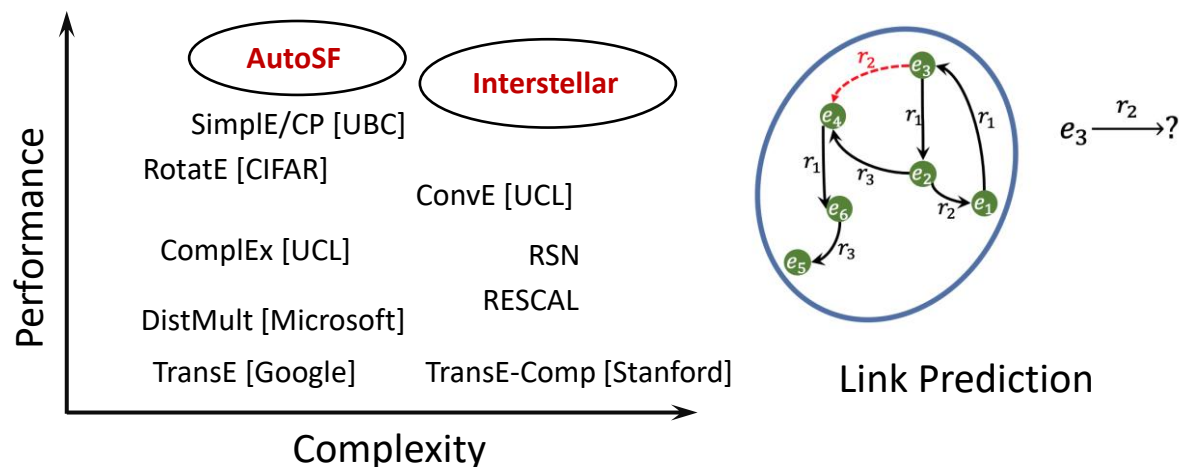 Performance
AutoSF
Interstellar
SimplE/CP [UBC]
RotatE [CIFAR]
ConvE [UCL]
ComplEx [UCL]
RSN
RESCAL
DistMult [Microsoft]
TransE [Google]
TransE-Comp [Stanford]
Complexity
r₂
e₃
e₄
r₁
r₁
r₁
r₃
e₂
r₂
e₁
e₆
r₃
e₅
e₃ r₂ ?
Link Prediction